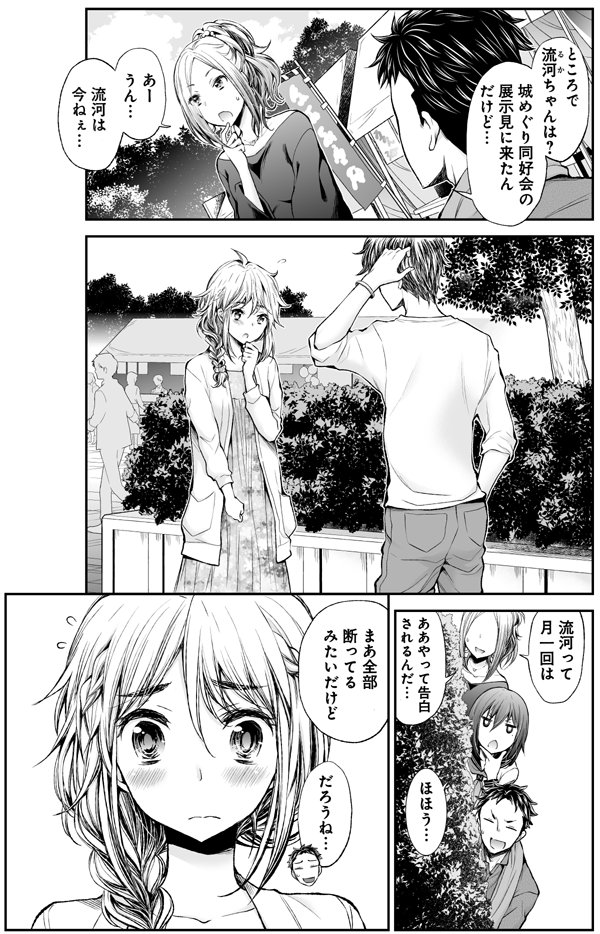 ところで
流河ちゃんは?
るか
城めぐり同好会の
展示見に来たん
だけど…
あー
うん…
流河は
今ねぇ…
流河って
月一回は
ああやって告白
されるんだ…
ほほう…
まあ全部
断ってる
みたいだけど
だろうね…